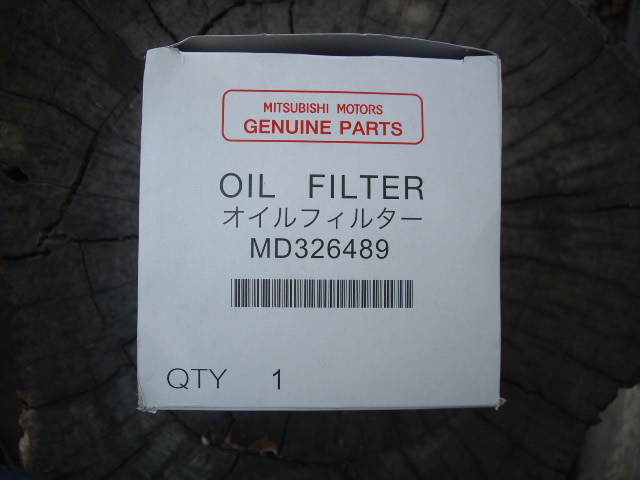 MITSUBISHI MOTORS
GENUINE PARTS
OIL FILTER
オイルフィルター
MD326489
QTY 1